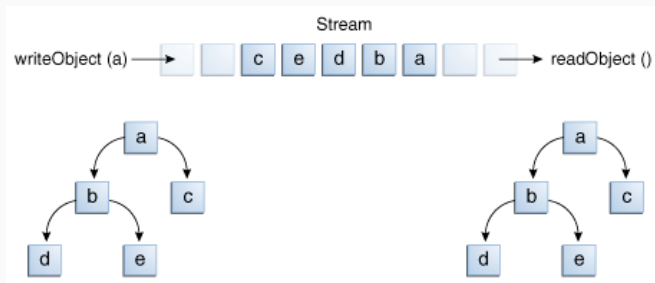 Stream
writeObject (a) c e d b a readObject ()
a a
b c b c
d e d e